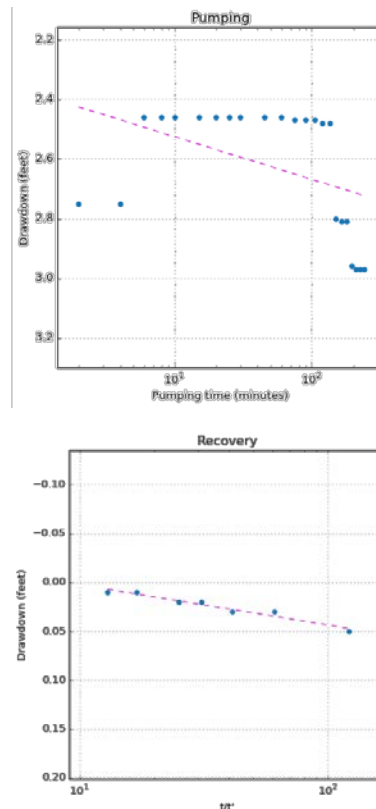 Pumping
2.2
2.4
2.6
2.8
3.0
3.2
Drawdown (feet)
10¹
10²
Pumping time (minutes)
Recovery
−0.10
−0.05
0.00
0.05
0.10
0.15
0.20
Drawdown (feet)
10¹
10²
t/t'